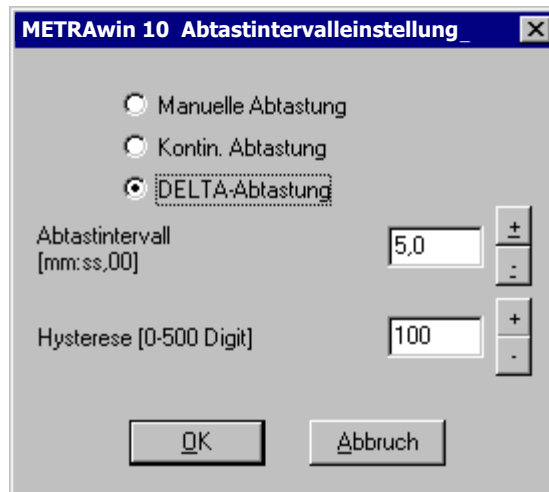 METRAwin 10 Abtastintervalleinstellung_
Manuelle Abtastung
Kontin. Abtastung
DELTA-Abtastung
Abtastintervall
[mm:ss,00]
5,0
+
-
Hysterese [0-500 Digit]
100
+
-
OK
Abbruch